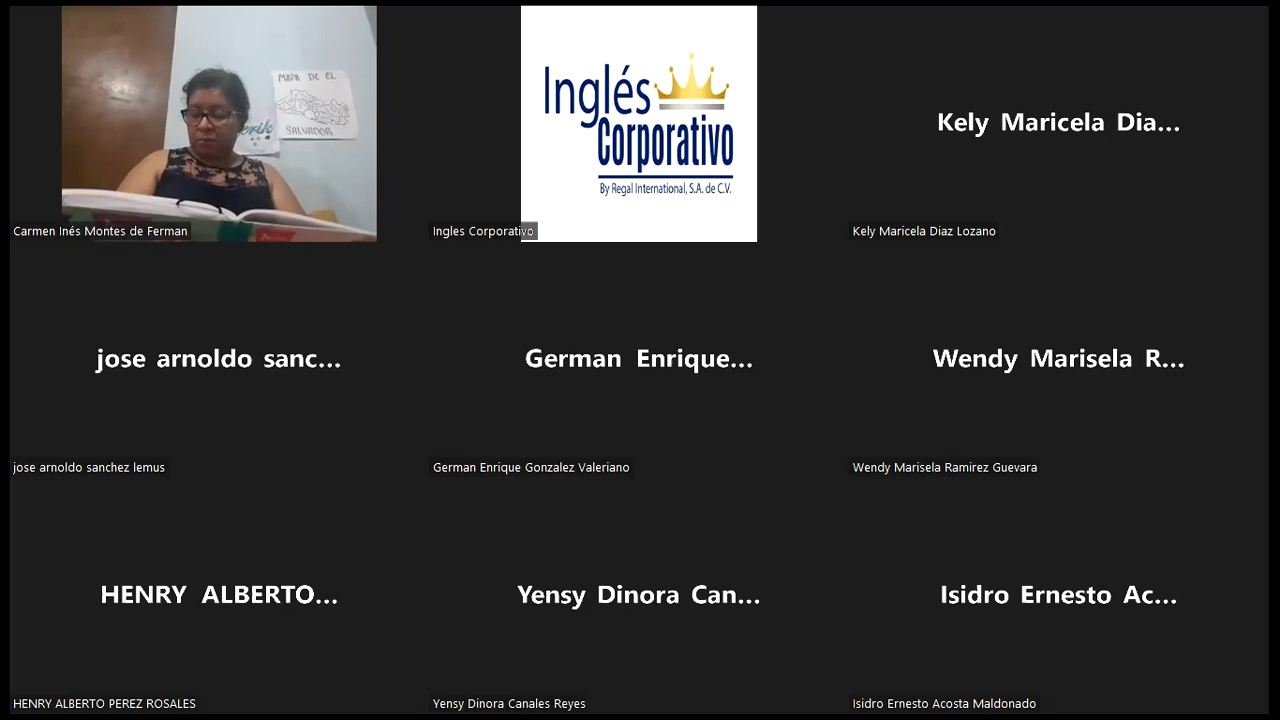 MAPA DE EL
SALVADOR
Carmen Inés Montes de Ferman
Inglés
Corporativo
By Regal International, S.A. de C.V.
Ingles Corporativo
Kely Maricela Dia...
Kely Maricela Diaz Lozano
jose arnoldo sanc...
jose arnoldo sanchez lemus
German Enrique...
German Enrique Gonzalez Valeriano
Wendy Marisela R...
Wendy Marisela Ramirez Guevara
HENRY ALBERTO...
HENRY ALBERTO PEREZ ROSALES
Yensy Dinora Can...
Yensy Dinora Canales Reyes
Isidro Ernesto Ac...
Isidro Ernesto Acosta Maldonado